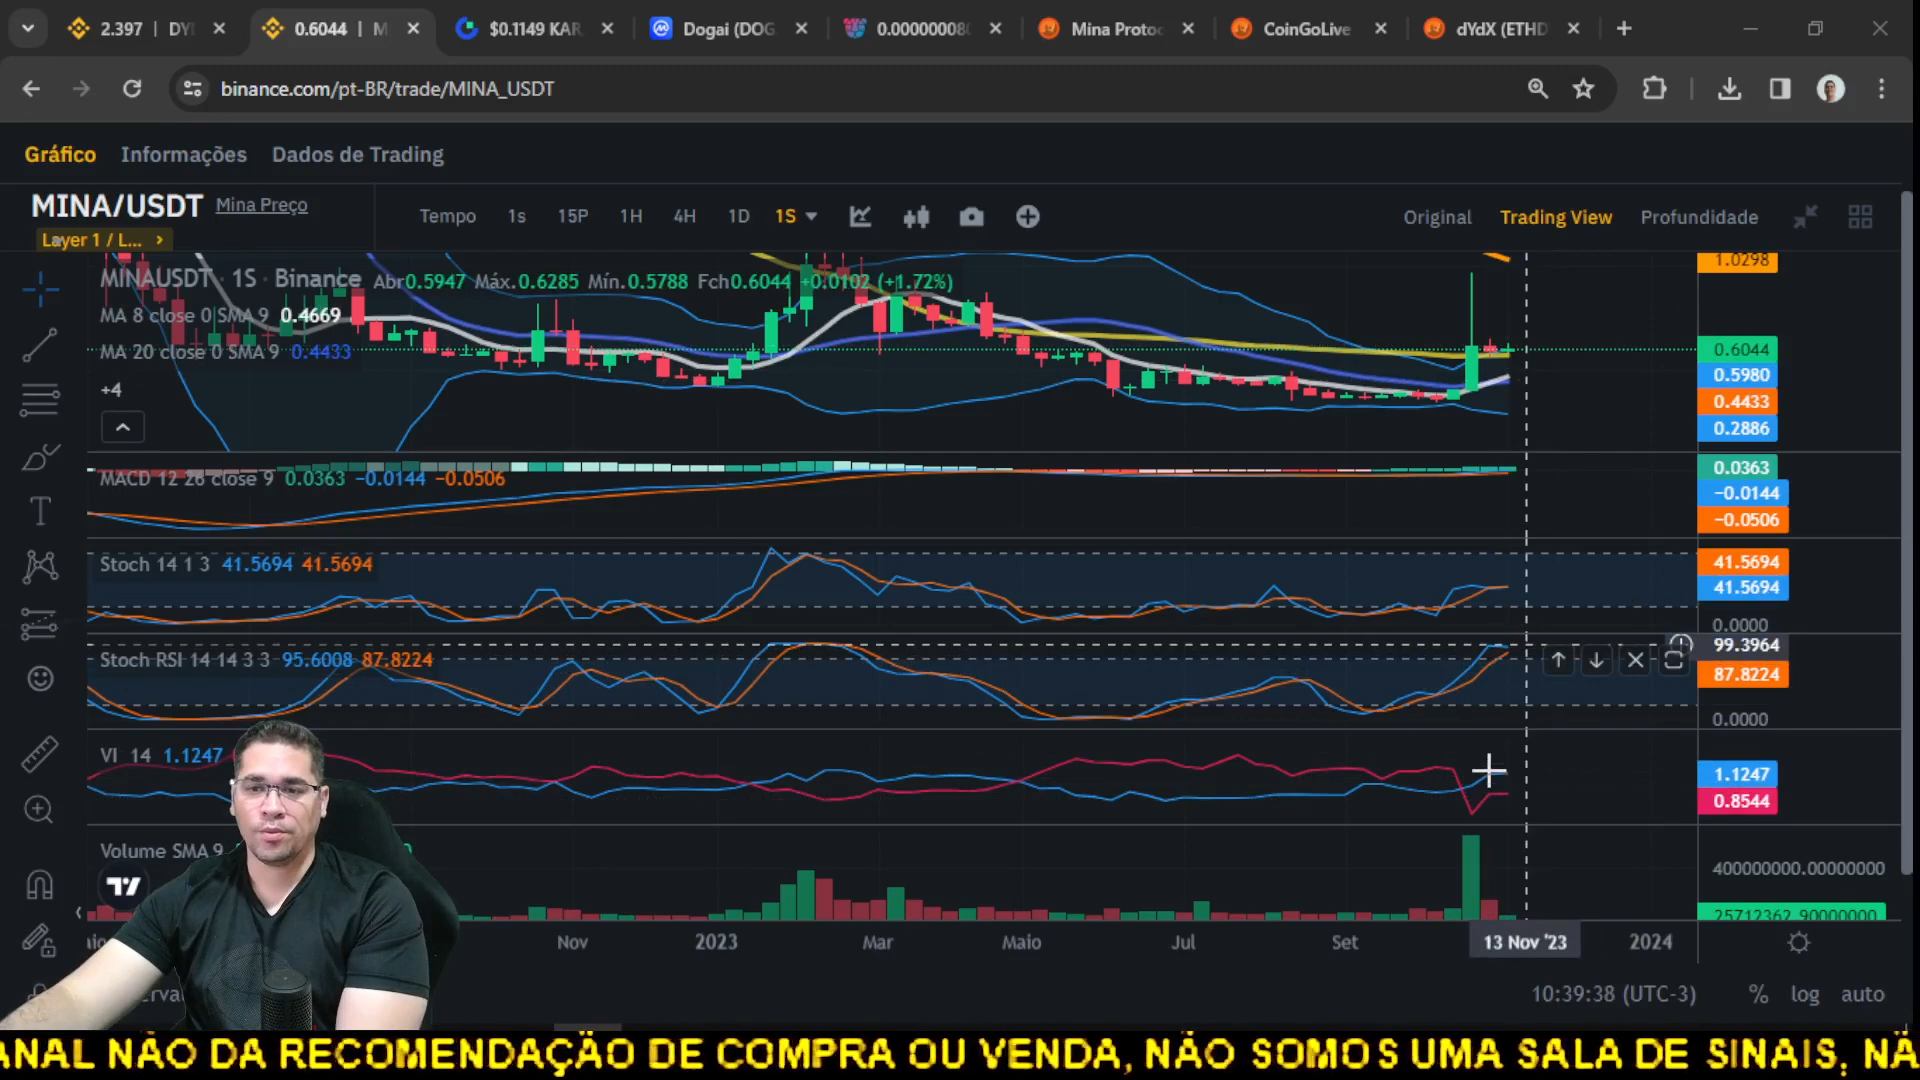 2.397 | DY
0.6044 | M
$0.1149 KAR
Dogai (DOG
0.00000008
Mina Protoc
CoinGoLive
dYdX (ETHD
binance.com/pt-BR/trade/MINA_USDT
Gráfico Informações Dados de Trading
MINA/USDT Mina Preço
Layer 1 / L... >
Tempo 1s 15P 1H 4H 1D 1S
Original Trading View Profundidade
MINAUSDT · 1S · Binance Abr0.5947 Máx.0.6285 Mín.0.5788 Fch0.6044 +0.0102 (+1.72%)
MA 8 close 0 SMA 9 0.4669
MA 20 close 0 SMA 9 0.4433
+4
1.0298
0.6044
0.5980
0.4433
0.2886
MACD 12 26 close 9 0.0363 −0.0144 −0.0506
0.0363
−0.0144
−0.0506
Stoch 14 1 3 41.5694 41.5694
41.5694
41.5694
0.0000
Stoch RSI 14 14 3 3 95.6008 87.8224
99.3964
87.8224
0.0000
VI 14 1.1247
1.1247
0.8544
Volume SMA 9
400000000.00000000
25712362.90000000
Nov 2023 Mar Maio Jul Set 13 Nov '23 2024
10:39:38 (UTC-3) % log auto
ANAL NÃO DA RECOMENDAÇÃO DE COMPRA OU VENDA, NÃO SOMOS UMA SALA DE SINAIS, NÃ